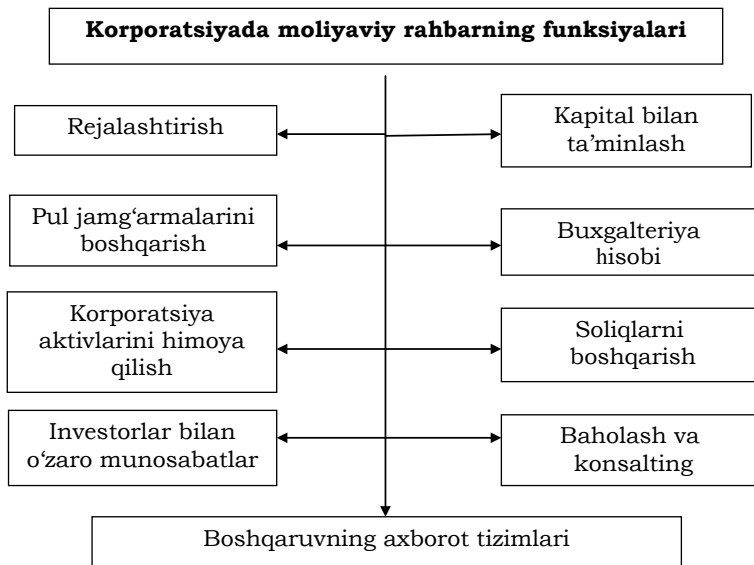 Korporatsiyada moliyaviy rahbarning funksiyalari
Rejalashtirish
Kapital bilan
ta’minlash
Pul jamg‘armalarini
boshqarish
Buxgalteriya
hisobi
Korporatsiya
aktivlarini himoya
qilish
Soliqlarni
boshqarish
Investorlar bilan
o‘zaro munosabatlar
Baholash va
konsalting
Boshqaruvning axborot tizimlari